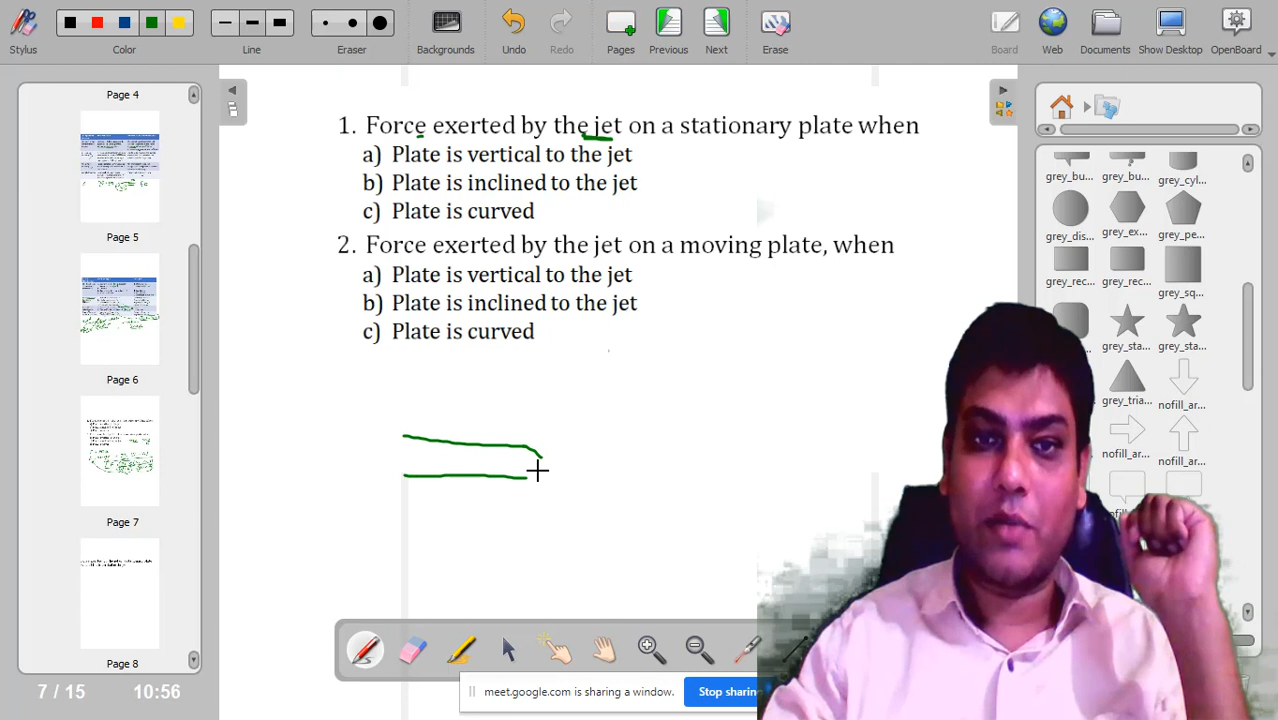 Stylus
Color
Line
Eraser
Backgrounds
Undo
Redo
Pages
Previous
Next
Erase
Board
Web
Documents
Show Desktop
OpenBoard
Page 4
Page 5
Page 6
Page 7
Page 8
7 / 15
10:56
1. Force exerted by the jet on a stationary plate when
a) Plate is vertical to the jet
b) Plate is inclined to the jet
c) Plate is curved
2. Force exerted by the jet on a moving plate, when
a) Plate is vertical to the jet
b) Plate is inclined to the jet
c) Plate is curved
grey_bu...
grey_bu...
grey_cyl...
grey_dis...
grey_ex...
grey_pe...
grey_rec...
grey_rec...
grey_sq...
grey_sta...
grey_sta...
grey_tria...
nofill_ar...
nofill_ar...
nofill_ar...
meet.google.com is sharing a window.
Stop sharing